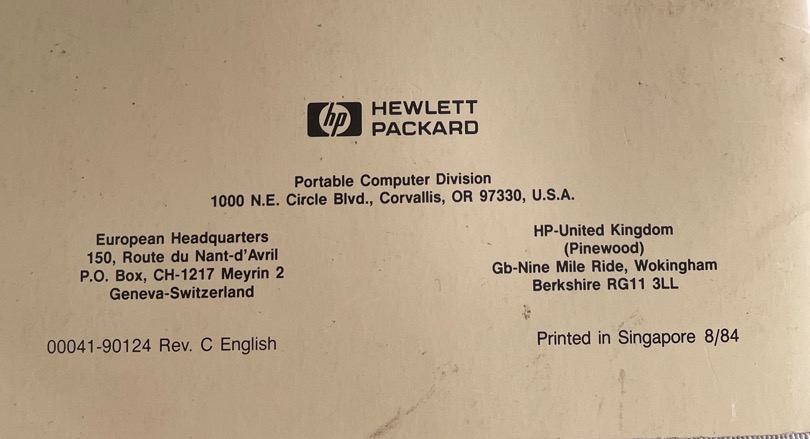 hp HEWLETT
PACKARD
Portable Computer Division
1000 N.E. Circle Blvd., Corvallis, OR 97330, U.S.A.
European Headquarters
150, Route du Nant-d'Avril
P.O. Box, CH-1217 Meyrin 2
Geneva-Switzerland
HP-United Kingdom
(Pinewood)
Gb-Nine Mile Ride, Wokingham
Berkshire RG11 3LL
00041-90124 Rev. C English
Printed in Singapore 8/84